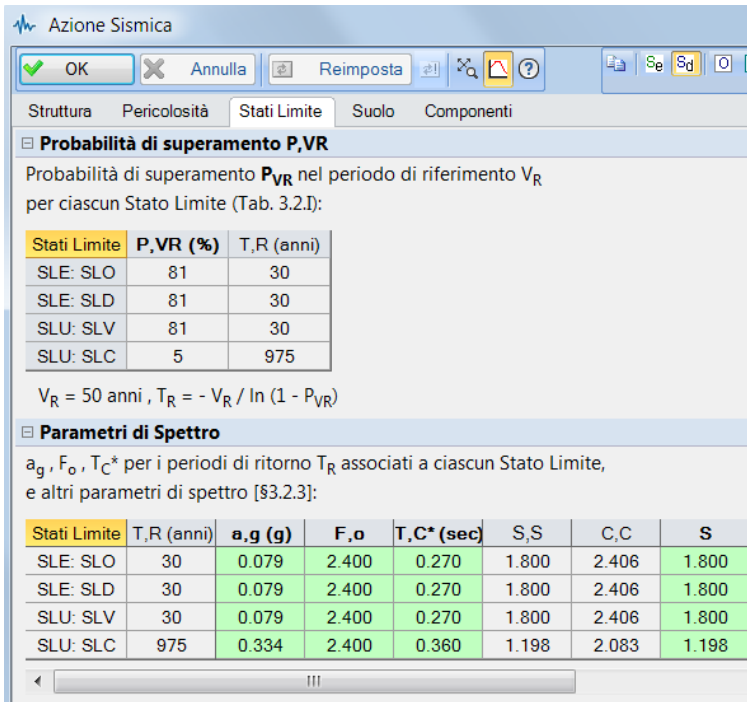 Azione Sismica
OK Annulla Reimposta Se Sd O
Struttura Pericolosità Stati Limite Suolo Componenti
Probabilità di superamento P,VR
Probabilità di superamento PVR nel periodo di riferimento VR
per ciascun Stato Limite (Tab. 3.2.I):
Stati Limite P,VR (%) T,R (anni)
SLE: SLO 81 30
SLE: SLD 81 30
SLU: SLV 81 30
SLU: SLC 5 975
VR = 50 anni , TR = - VR / ln (1 - PVR)
Parametri di Spettro
ag , Fo , TC* per i periodi di ritorno TR associati a ciascun Stato Limite,
e altri parametri di spettro [§3.2.3]:
Stati Limite T,R (anni) a,g (g) F,o T,C* (sec) S,S C,C S
SLE: SLO 30 0.079 2.400 0.270 1.800 2.406 1.800
SLE: SLD 30 0.079 2.400 0.270 1.800 2.406 1.800
SLU: SLV 30 0.079 2.400 0.270 1.800 2.406 1.800
SLU: SLC 975 0.334 2.400 0.360 1.198 2.083 1.198